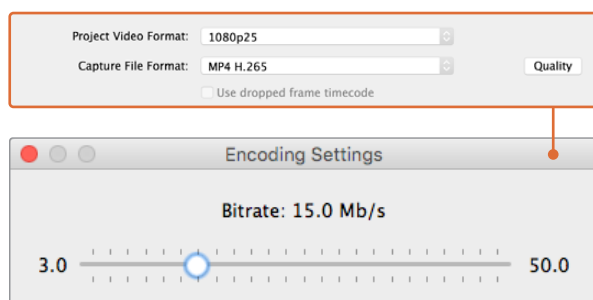 Project Video Format: 1080p25
Capture File Format: MP4 H.265 Quality
Use dropped frame timecode
Encoding Settings
Bitrate: 15.0 Mb/s
3.0 50.0